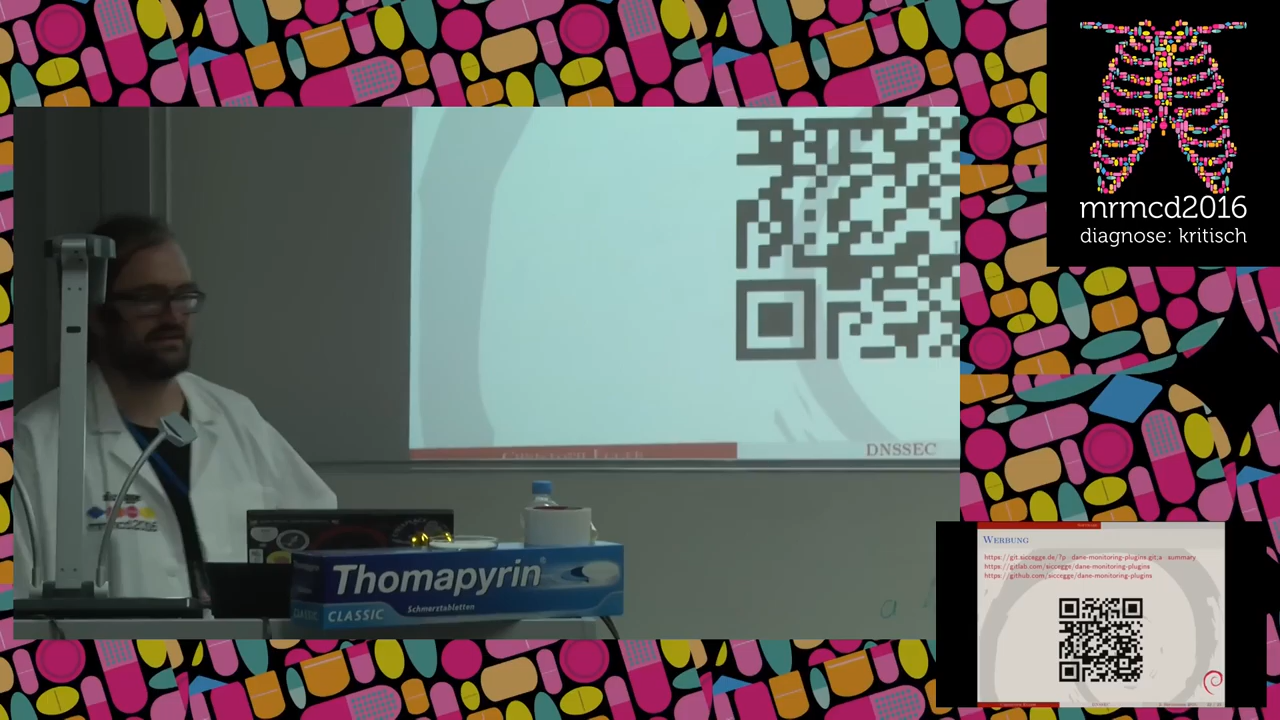 mrmcd2016
diagnose: kritisch
DNSSEC
Thomapyrin
CLASSIC
Schmerztabletten
CLASSIC
WERBUNG
https://gitlab.com/siccegge/dane-monitoring-plugins
https://github.com/siccegge/dane-monitoring-plugins